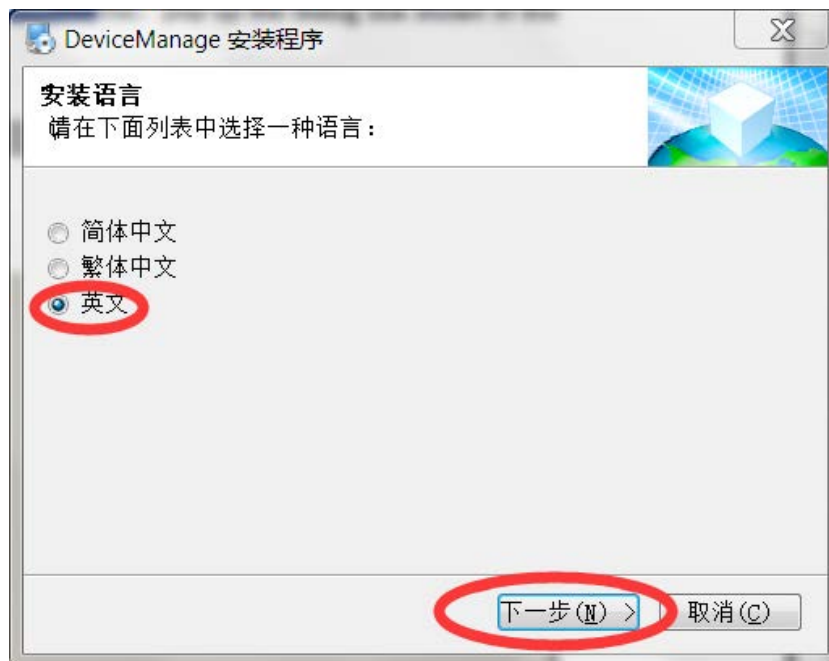 DeviceManage 安装程序
安装语言
请在下面列表中选择一种语言：
简体中文
繁体中文
英文
下一步(N) >
取消(C)